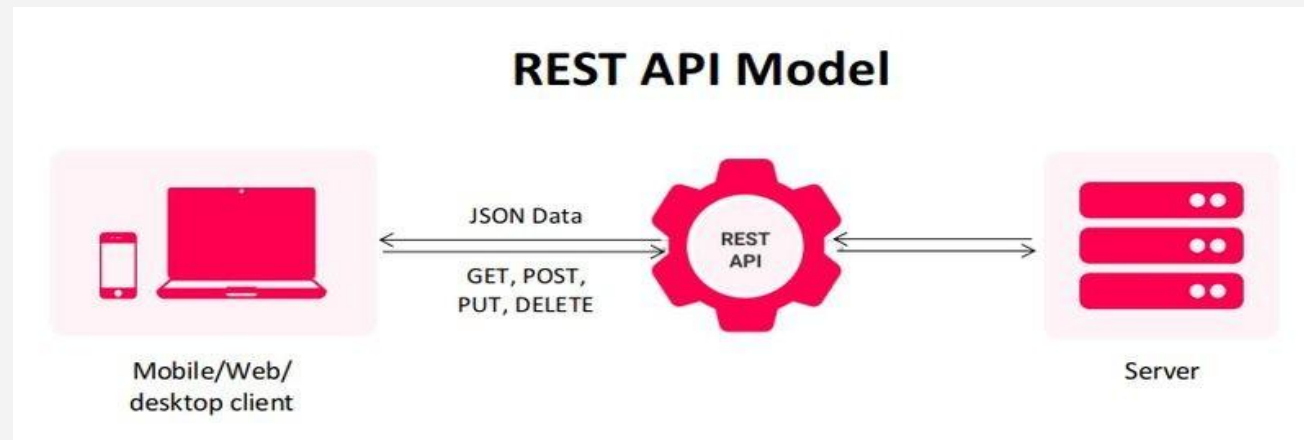 REST API Model
JSON Data
GET, POST,
PUT, DELETE
REST
API
Mobile/Web/
desktop client
Server